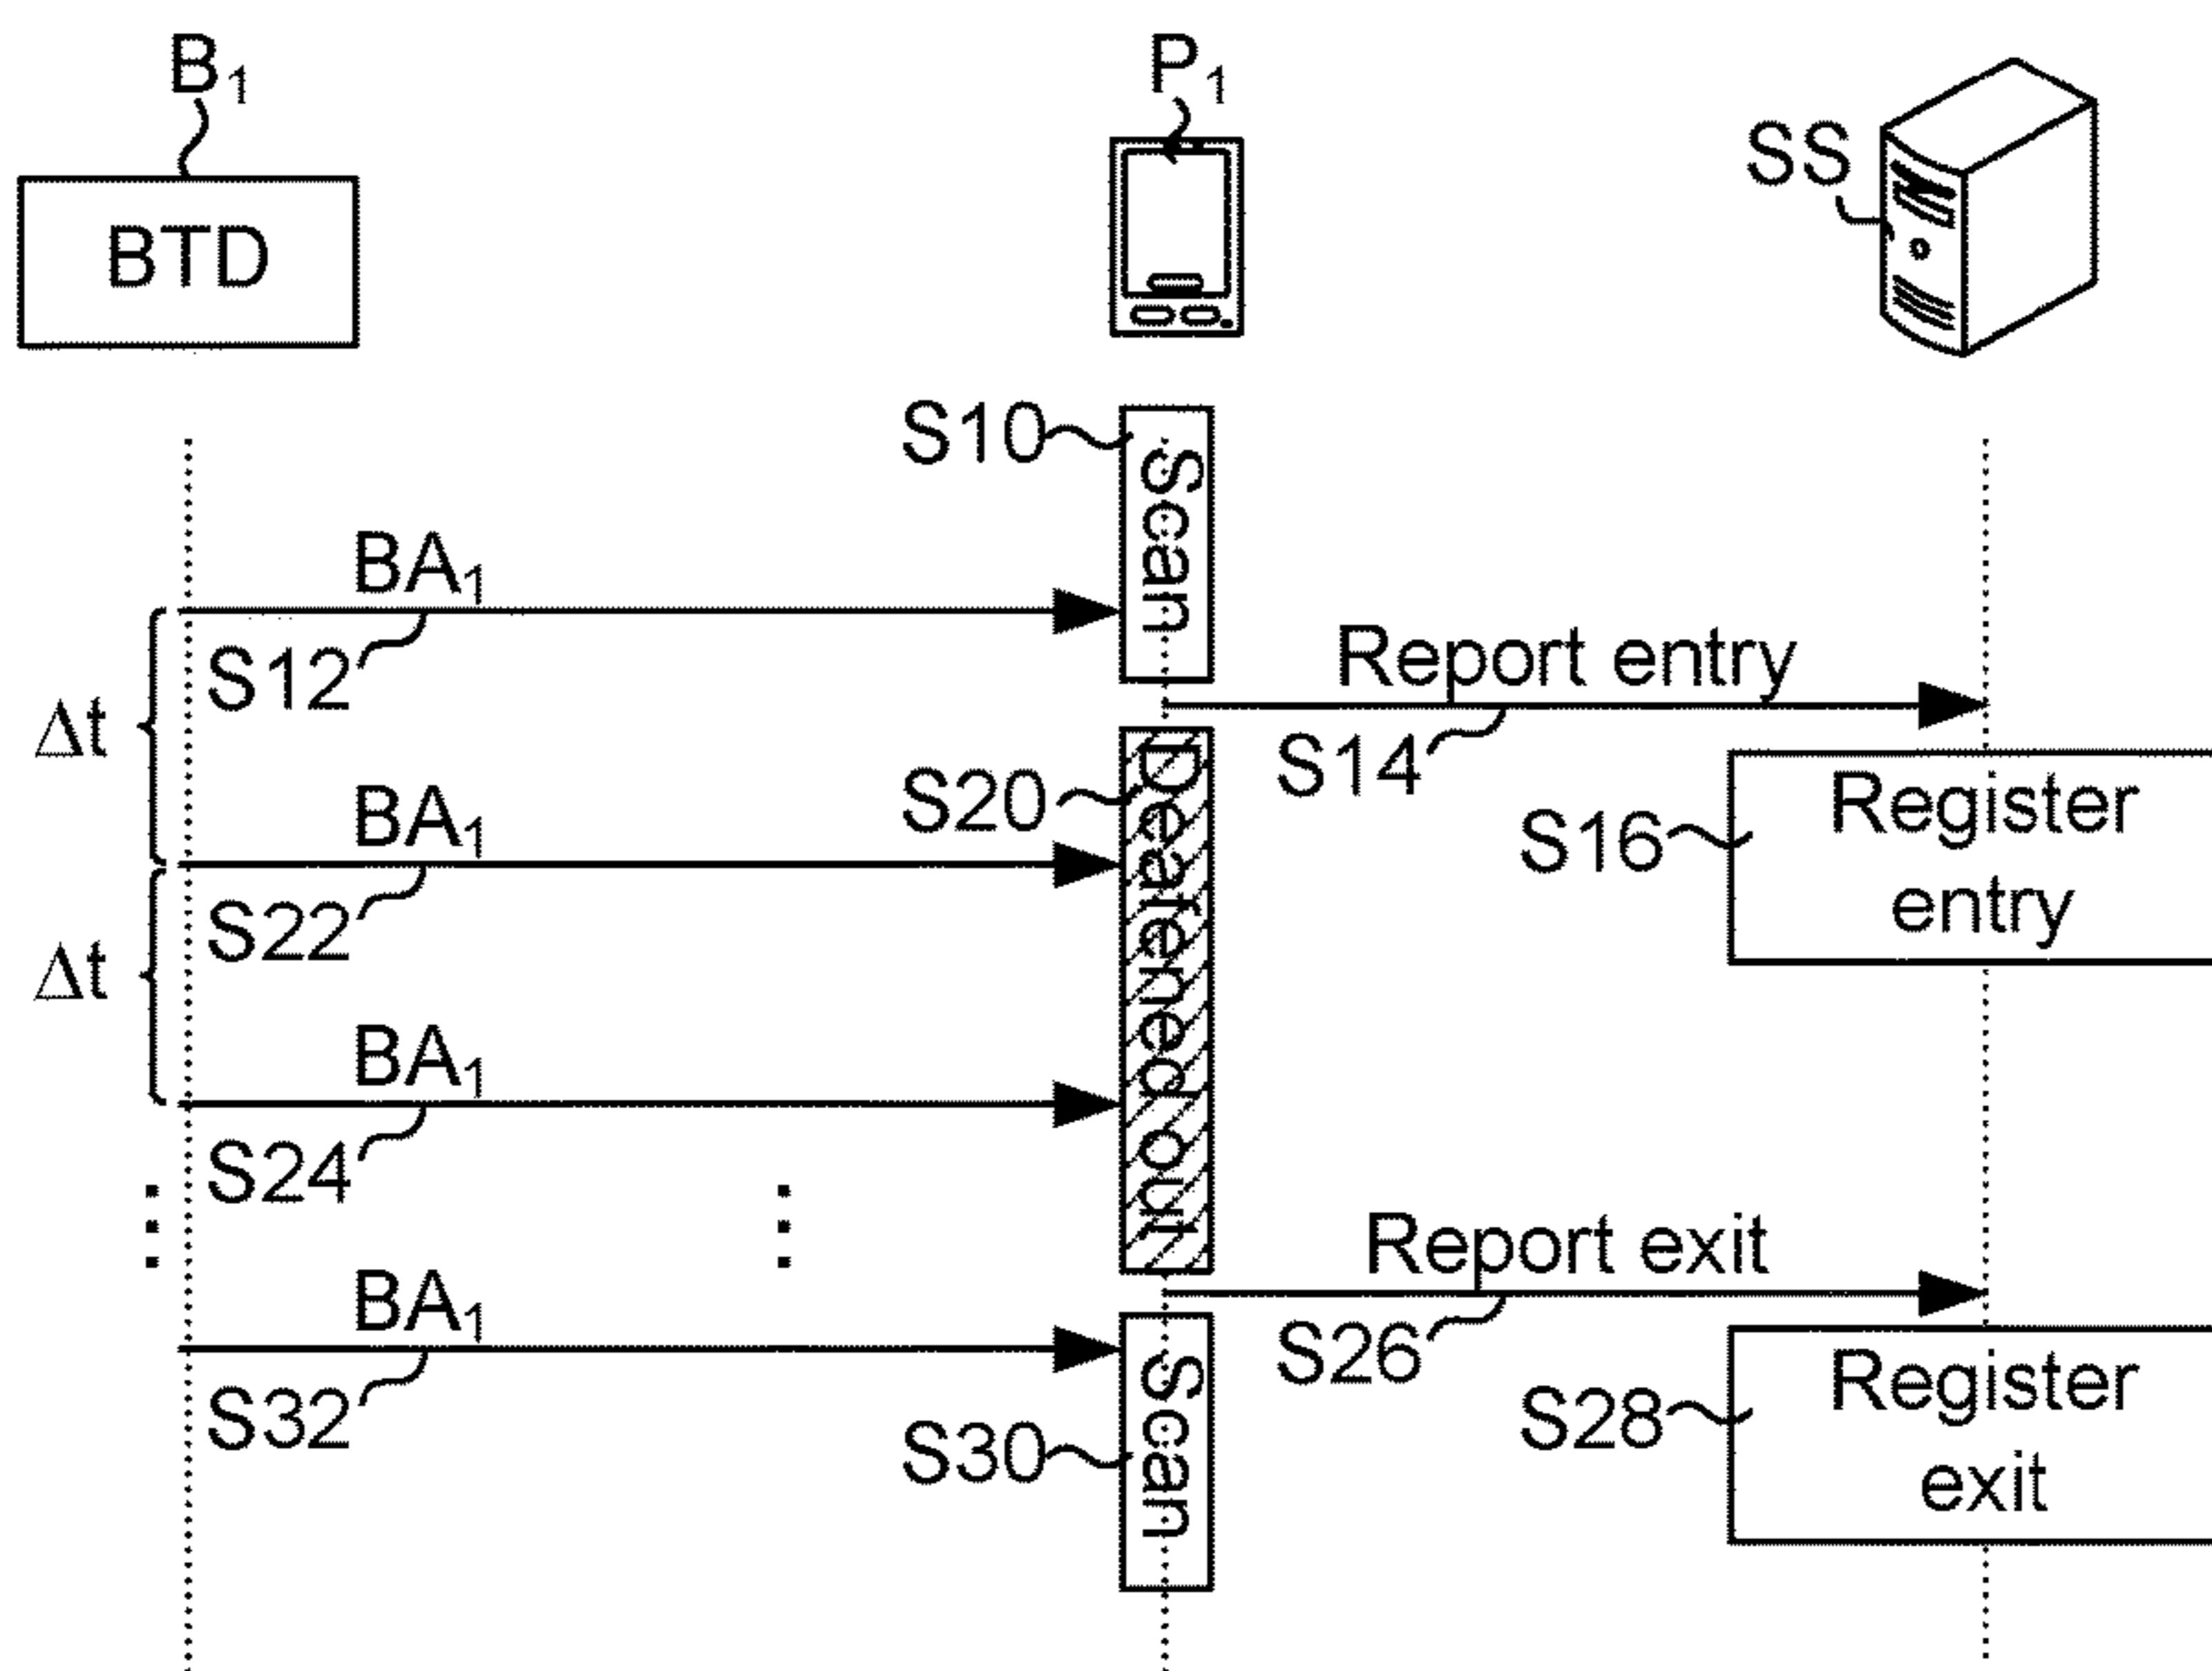 B₁
P₁
SS
BTD
S10
Scan
BA₁
S12
Report entry
S14
Δt
S20
Deafened out
Register
entry
S16
BA₁
S22
Δt
BA₁
S24
Report exit
S26
BA₁
S32
S30
Scan
Register
exit
S28